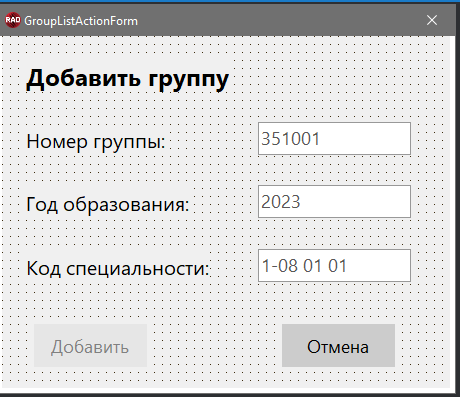 RAD GroupListActionForm
Добавить группу
Номер группы: 351001
Год образования: 2023
Код специальности: 1-08 01 01
Добавить Отмена